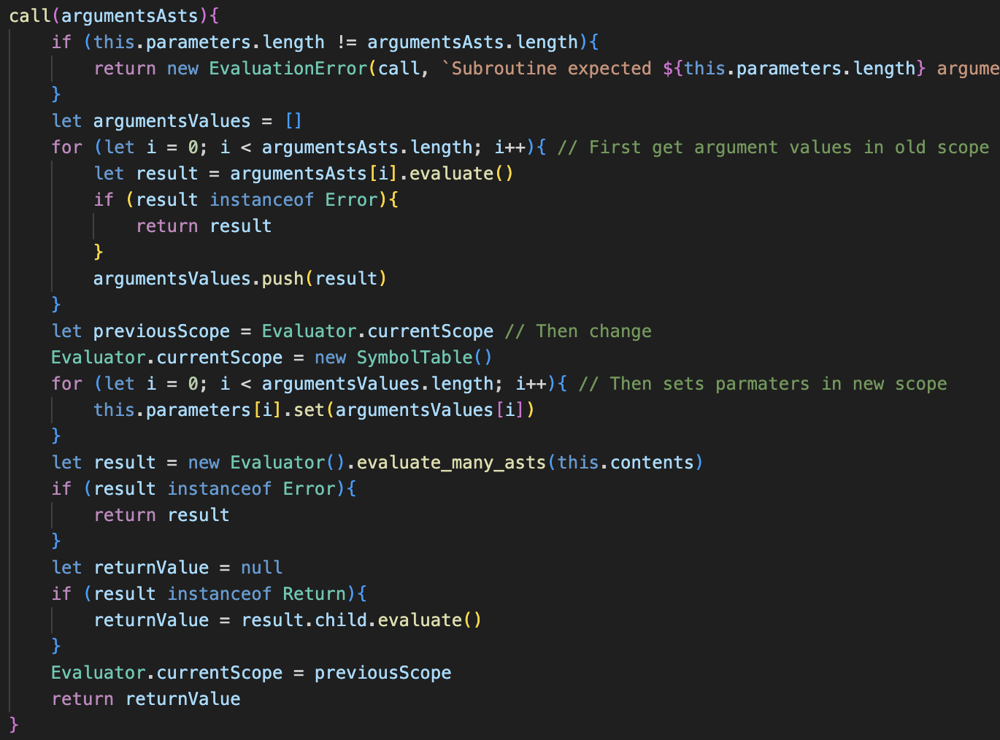 call(argumentsAsts){
    if (this.parameters.length != argumentsAsts.length){
        return new EvaluationError(call, `Subroutine expected ${this.parameters.length} argume
    }
    let argumentsValues = []
    for (let i = 0; i < argumentsAsts.length; i++){ // First get argument values in old scope
        let result = argumentsAsts[i].evaluate()
        if (result instanceof Error){
            return result
        }
        argumentsValues.push(result)
    }
    let previousScope = Evaluator.currentScope // Then change
    Evaluator.currentScope = new SymbolTable()
    for (let i = 0; i < argumentsValues.length; i++){ // Then sets parmaters in new scope
        this.parameters[i].set(argumentsValues[i])
    }
    let result = new Evaluator().evaluate_many_asts(this.contents)
    if (result instanceof Error){
        return result
    }
    let returnValue = null
    if (result instanceof Return){
        returnValue = result.child.evaluate()
    }
    Evaluator.currentScope = previousScope
    return returnValue
}